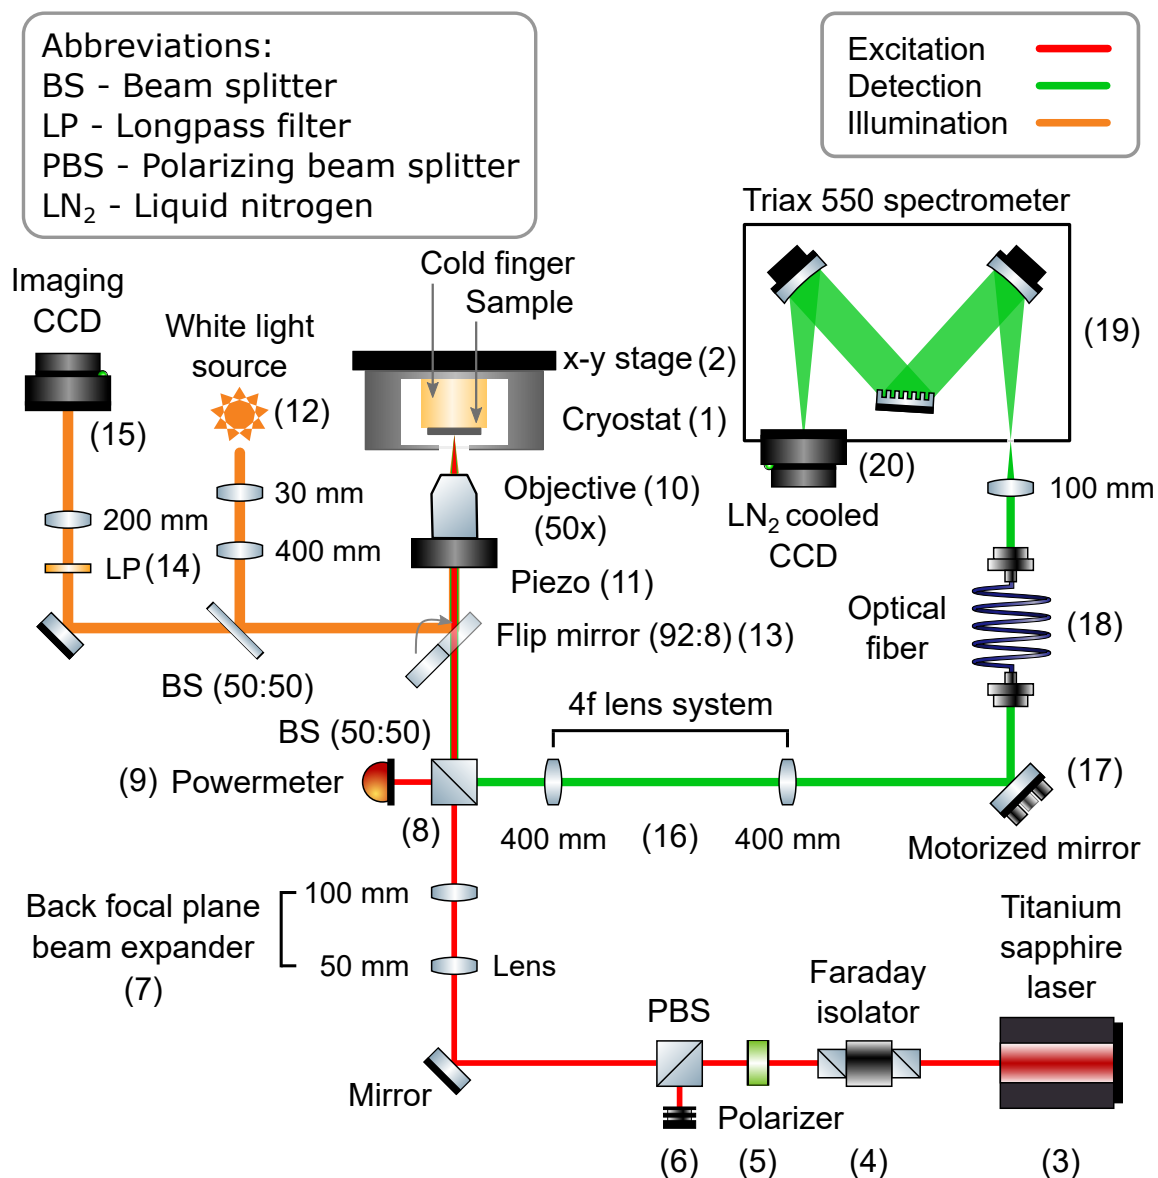 Abbreviations:
BS - Beam splitter
LP - Longpass filter
PBS - Polarizing beam splitter
LN₂ - Liquid nitrogen
Excitation
Detection
Illumination
Triax 550 spectrometer
(19)
(20)
LN₂ cooled
CCD
100 mm
Imaging
CCD
(15)
White light
source
(12)
Cold finger
Sample
x-y stage (2)
Cryostat (1)
30 mm
200 mm
400 mm
LP (14)
Objective (10)
(50x)
Piezo (11)
Flip mirror (92:8) (13)
BS (50:50)
Optical
fiber
(18)
4f lens system
BS (50:50)
(9) Powermeter
(8)
400 mm
(16)
400 mm
(17)
Motorized mirror
Back focal plane
beam expander
(7)
100 mm
50 mm
Lens
Mirror
PBS
(6)
Polarizer
(5)
Faraday
isolator
(4)
Titanium
sapphire
laser
(3)